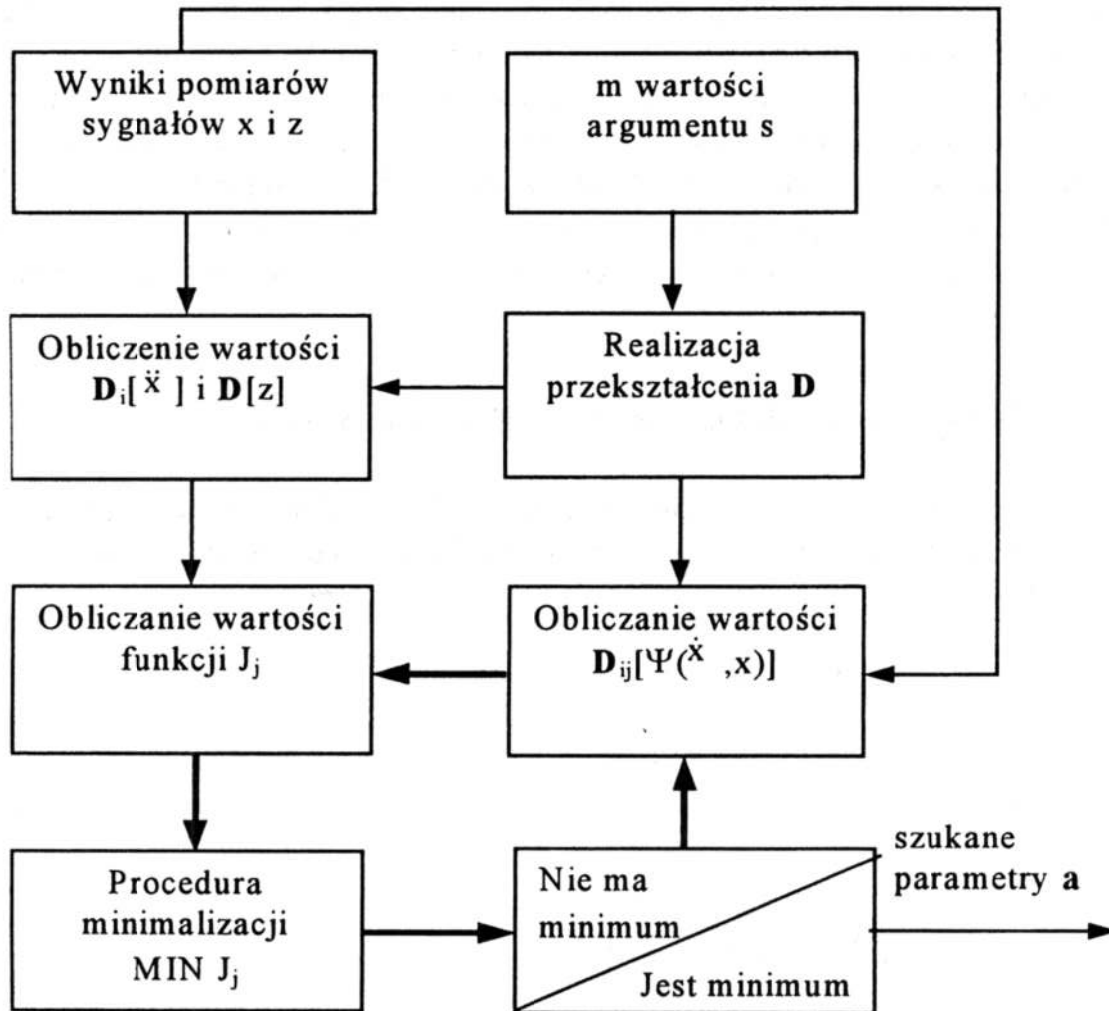 Wyniki pomiarów
sygnałów x i z
m wartości
argumentu s
Obliczenie wartości
Dᵢ[ẍ ] i D[z]
Realizacja
przekształcenia D
Obliczanie wartości
funkcji Jⱼ
Obliczanie wartości
Dᵢⱼ[Ψ(ẋ ,x)]
Procedura
minimalizacji
MIN Jⱼ
Nie ma
minimum
Jest minimum
szukane
parametry a